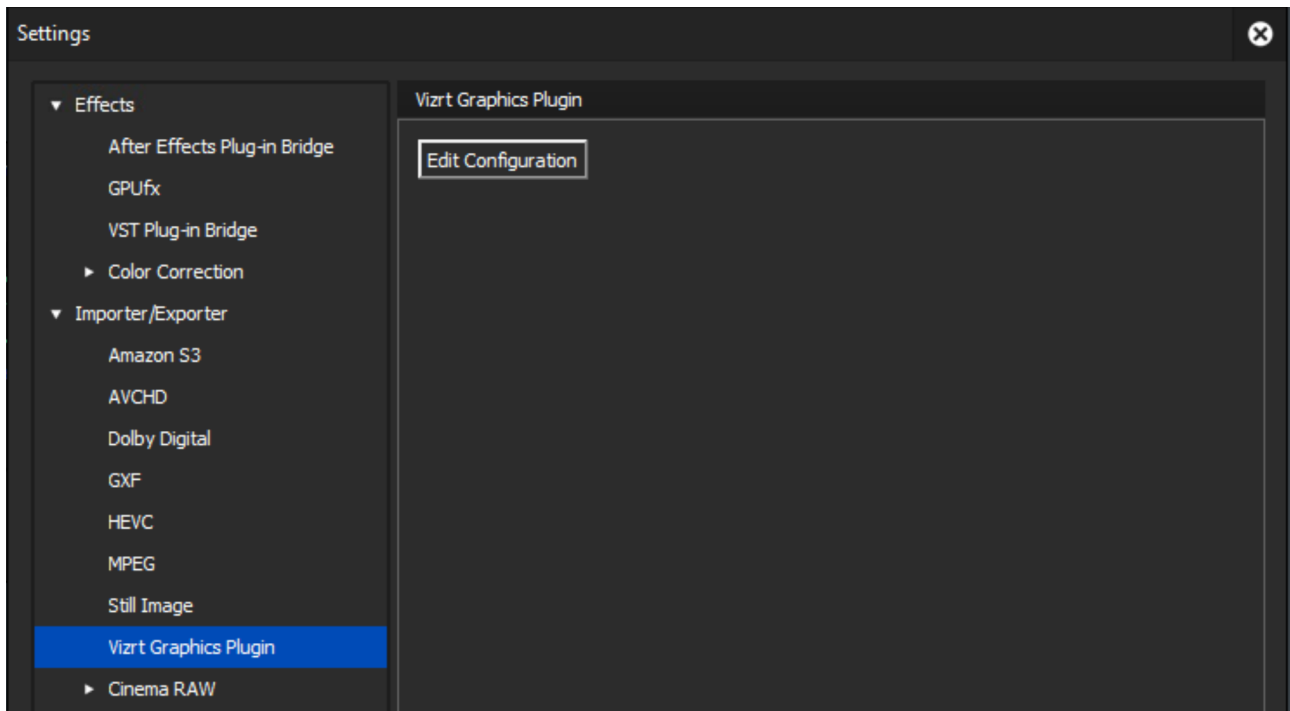 Settings
Effects
After Effects Plug-in Bridge
GPUfx
VST Plug-in Bridge
Color Correction
Importer/Exporter
Amazon S3
AVCHD
Dolby Digital
GXF
HEVC
MPEG
Still Image
Vizrt Graphics Plugin
Cinema RAW
Vizrt Graphics Plugin
Edit Configuration